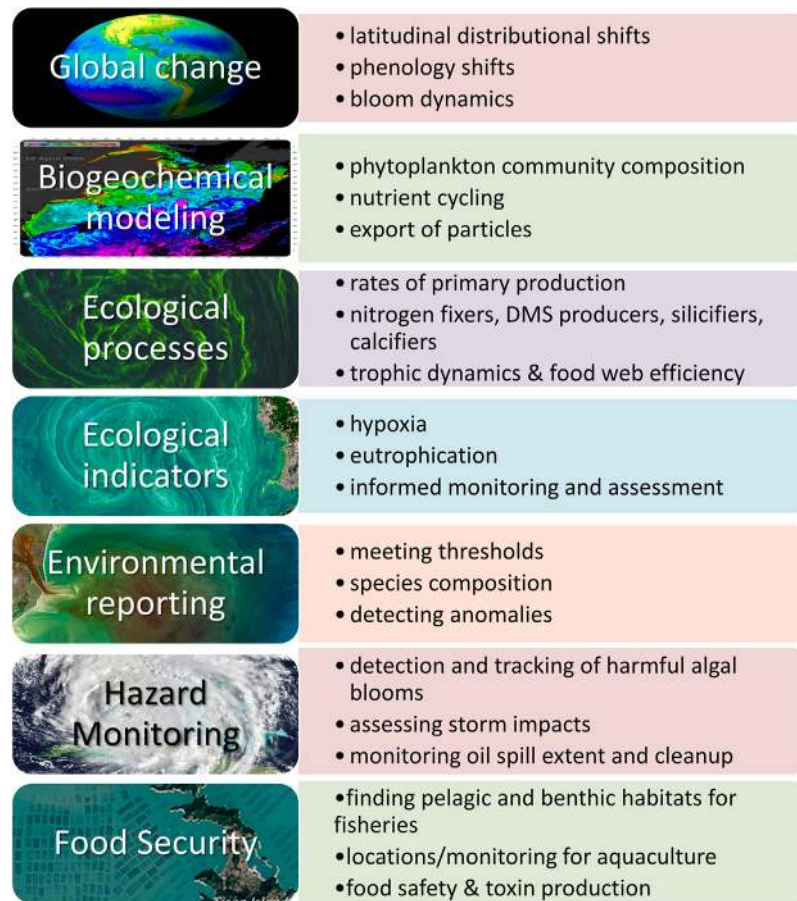 Global change
• latitudinal distributional shifts
• phenology shifts
• bloom dynamics
Biogeochemical
modeling
• phytoplankton community composition
• nutrient cycling
• export of particles
Ecological
processes
• rates of primary production
• nitrogen fixers, DMS producers, silicifiers,
calcifiers
• trophic dynamics & food web efficiency
Ecological
indicators
• hypoxia
• eutrophication
• informed monitoring and assessment
Environmental
reporting
• meeting thresholds
• species composition
• detecting anomalies
Hazard
Monitoring
• detection and tracking of harmful algal
blooms
• assessing storm impacts
• monitoring oil spill extent and cleanup
Food Security
•finding pelagic and benthic habitats for
fisheries
•locations/monitoring for aquaculture
•food safety & toxin production